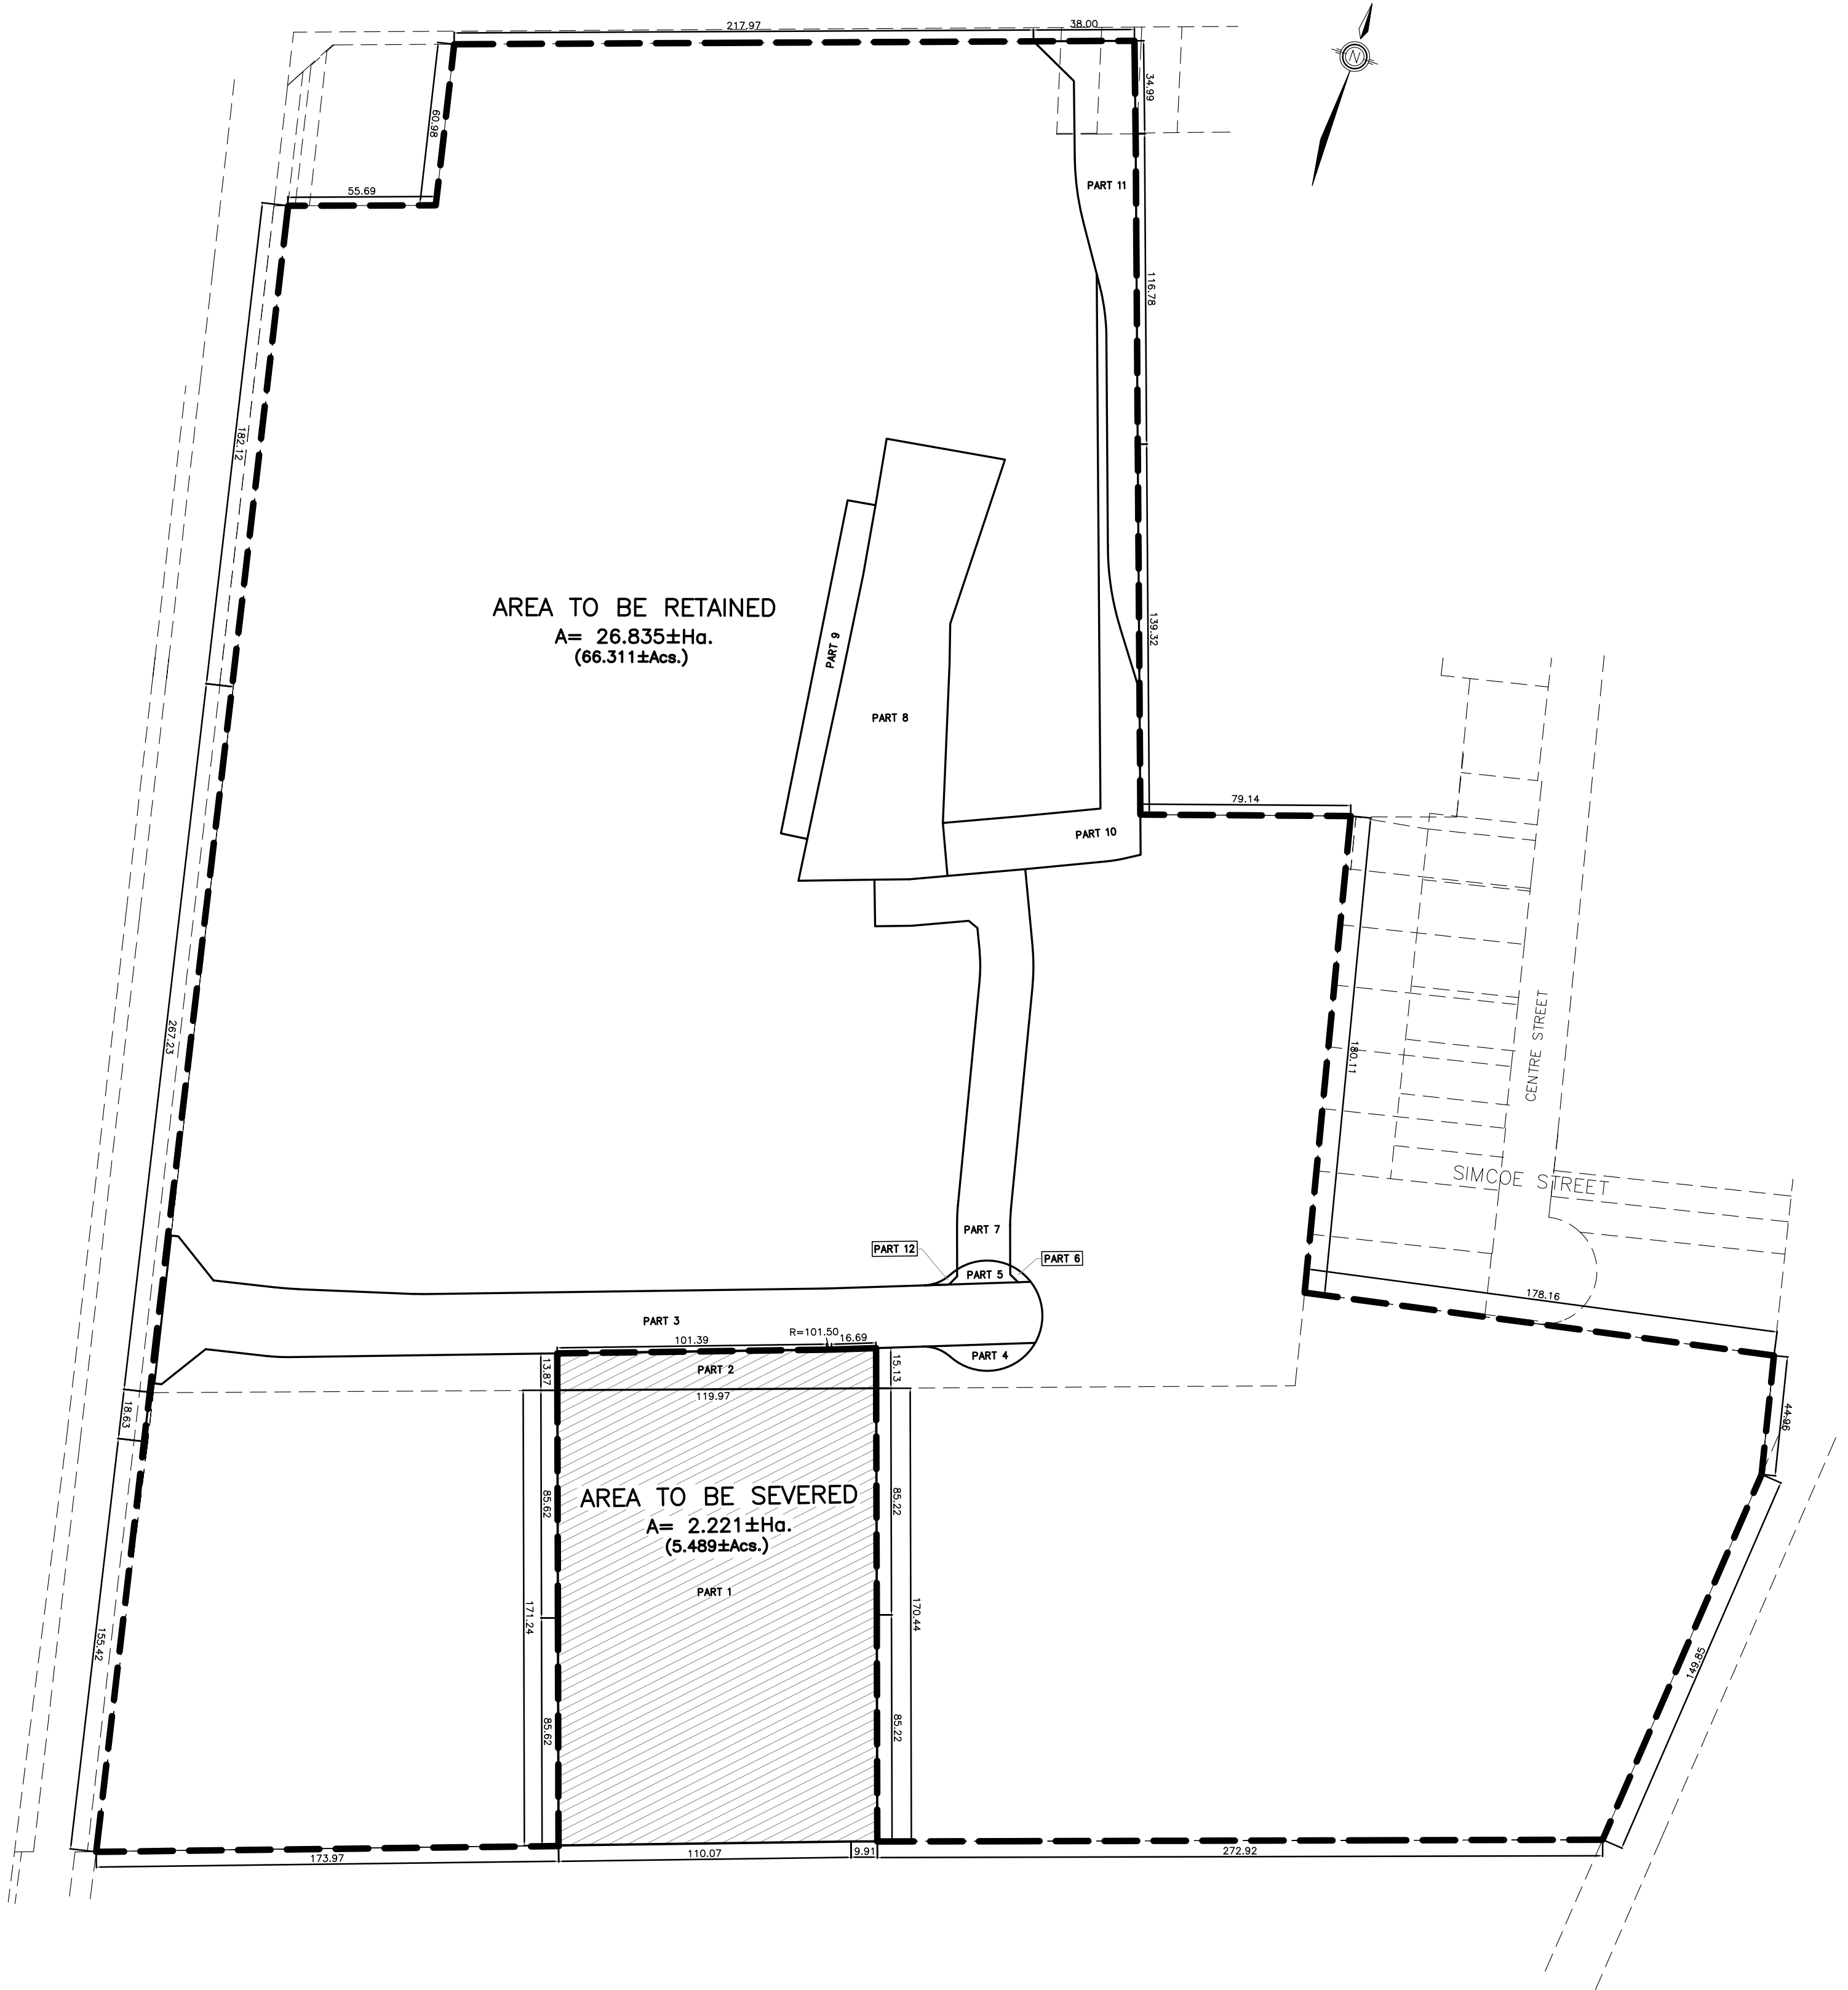 217.97
38.00
N
34.99
60.98
55.69
PART 11
116.78
182.12
AREA TO BE RETAINED
A= 26.835±Ha.
(66.311±Acs.)
PART 9
139.32
PART 8
79.14
PART 10
267.23
180.11
CENTRE STREET
SIMCOE STREET
PART 7
PART 12
PART 6
PART 5
178.16
PART 3
R=101.50
101.39
16.69
PART 4
13.87
PART 2
15.13
119.97
18.63
44.96
AREA TO BE SEVERED
A= 2.221±Ha.
(5.489±Acs.)
85.62
85.22
PART 1
171.24
170.44
155.42
149.85
85.62
85.22
173.97
110.07
9.91
272.92